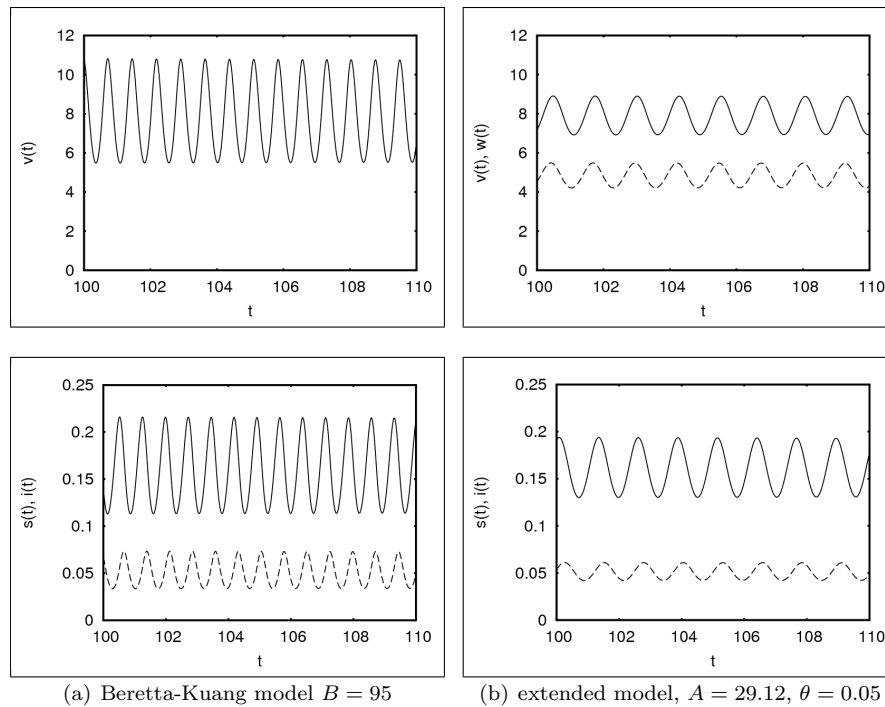 12
10
8
6
4
2
0
v(t)
100 102 104 106 108 110
t
12
10
8
6
4
2
0
v(t), w(t)
100 102 104 106 108 110
t
0.25
0.2
0.15
0.1
0.05
0
s(t), i(t)
100 102 104 106 108 110
t
0.25
0.2
0.15
0.1
0.05
0
s(t), i(t)
100 102 104 106 108 110
t
(a) Beretta-Kuang model B = 95
(b) extended model, A = 29.12, θ = 0.05